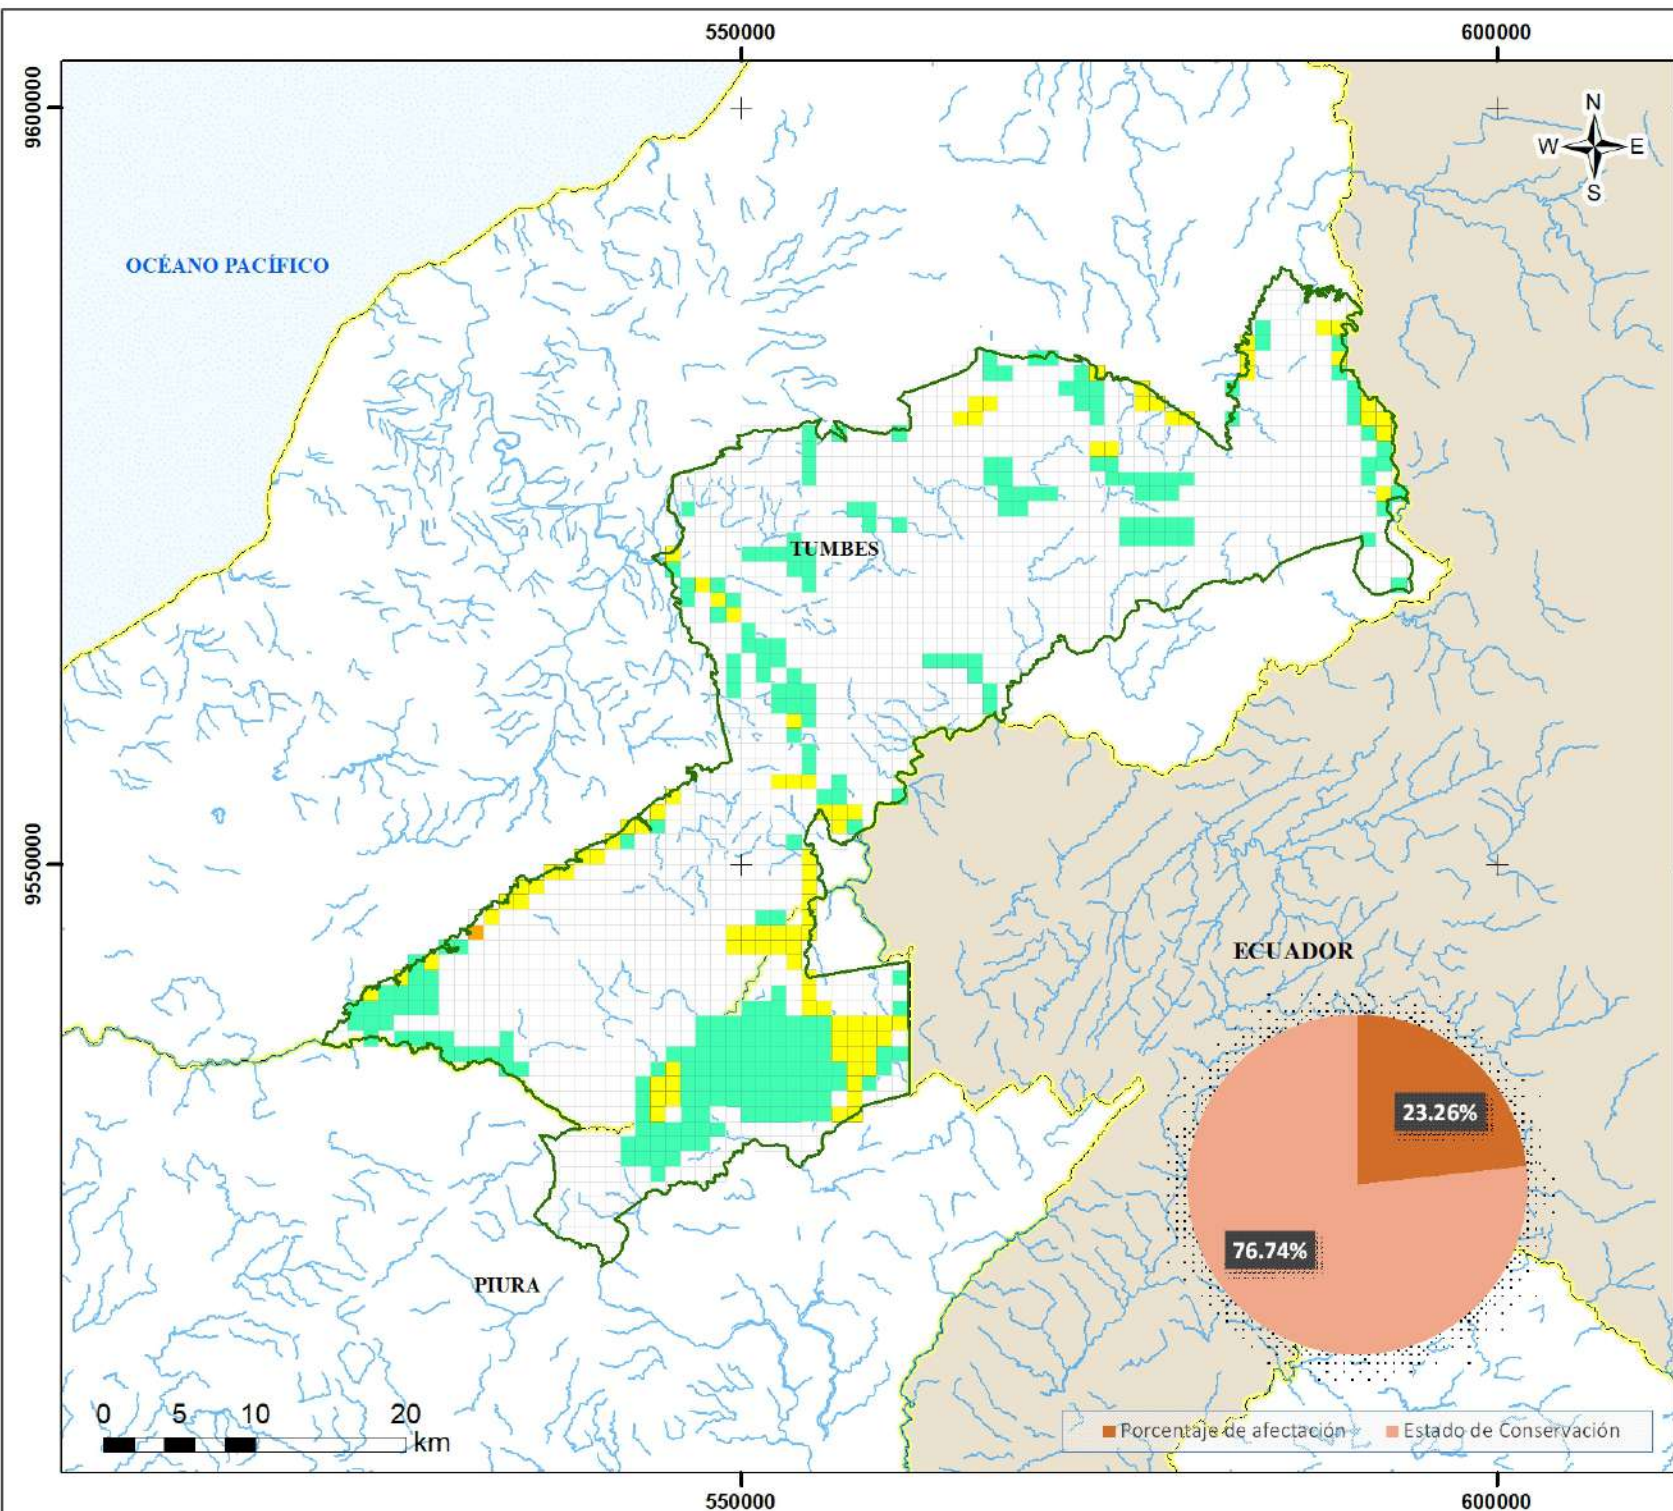 550000
600000
9600000
N
W
E
S
OCÉANO PACÍFICO
TUMBES
9550000
ECUADOR
23.26%
76.74%
PIURA
0 5 10 20
km
Porcentaje de afectación
Estado de Conservación
550000
600000